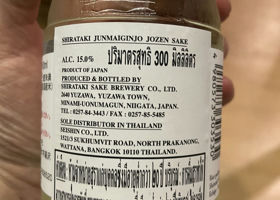 SHIRATAKI JUNMAIGINJO JOZEN SAKE
ALC. 15.0% ปริมาตรสุทธิ 300 มิลลิลิตร
PRODUCT OF JAPAN
PRODUCED & BOTTLED BY
SHIRATAKI SAKE BREWERY CO., LTD.
2640 YUZAWA, YUZAWA TOWN,
MINAMI-UONUMAGUN, NIIGATA, JAPAN.
TEL : 0257-84-3443 / FAX : 0257-85-5485
SOLE DISTRIBUTOR IN THAILAND
SEISHIN CO., LTD.
1521/3 SUKHUMVIT ROAD, NORTH PRAKANONG,
WATTANA, BANGKOK 10110 THAILAND.